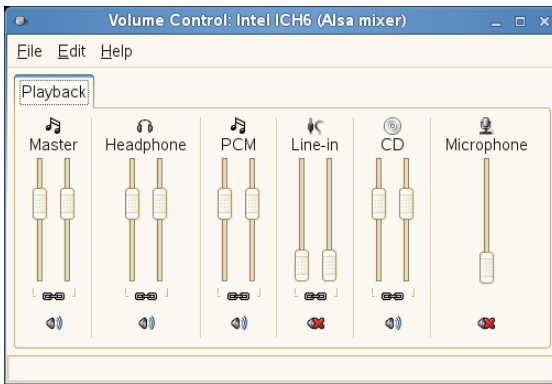 Volume Control: Intel ICH6 (Alsa mixer)
File Edit Help
Playback
Master Headphone PCM Line-in CD Microphone